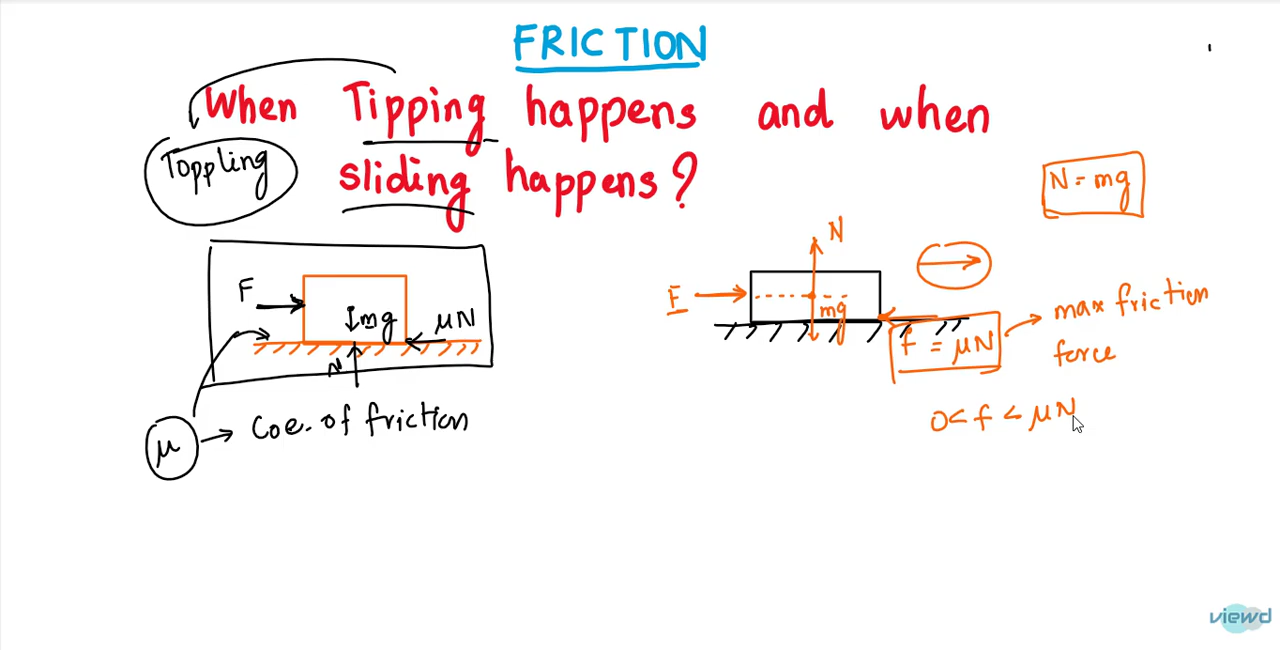 FRICTION
When Tipping happens and when
Toppling
sliding happens?
N = mg
F
mg
μN
N
μ → Coe. of friction
N
F
mg
f = μN
max friction
force
0 < f < μN
viewd